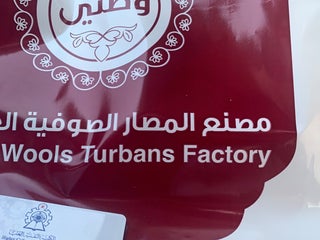 وطني
مصنع المصار الصوفية
Wools Turbans Factory